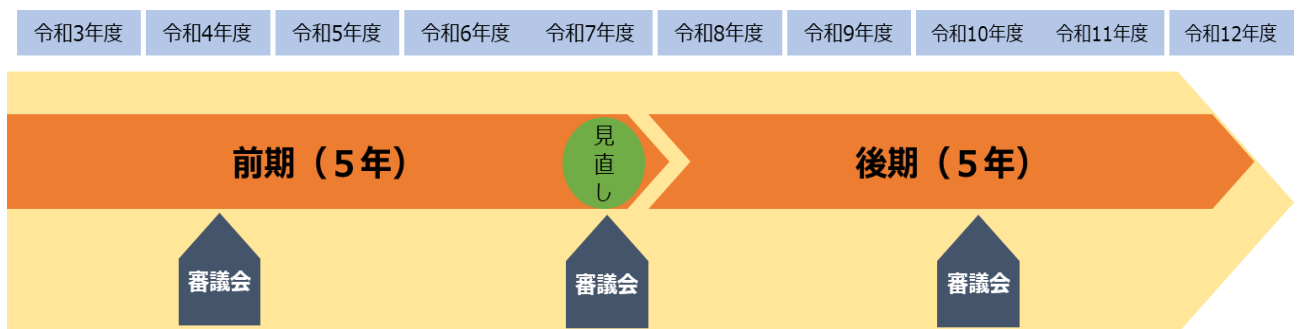 令和3年度
令和4年度
令和5年度
令和6年度
令和7年度
令和8年度
令和9年度
令和10年度
令和11年度
令和12年度
前期（５年）
見直し
後期（５年）
審議会
審議会
審議会